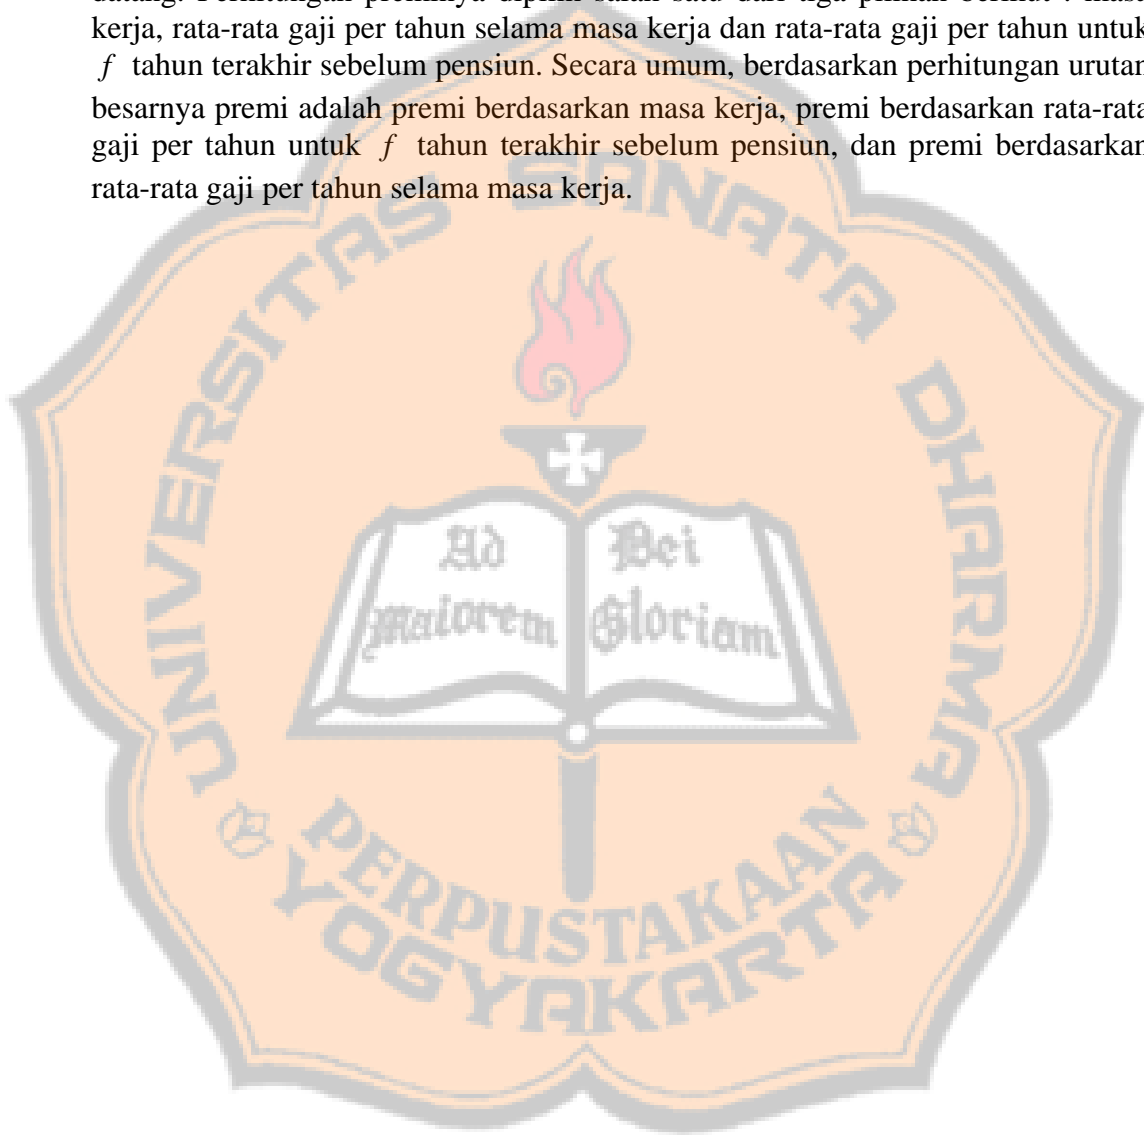 kerja, rata-rata gaji per tahun selama masa kerja dan rata-rata gaji per tahun untuk
f tahun terakhir sebelum pensiun. Secara umum, berdasarkan perhitungan urutan
besarnya premi adalah premi berdasarkan masa kerja, premi berdasarkan rata-rata
gaji per tahun untuk f tahun terakhir sebelum pensiun, dan premi berdasarkan
rata-rata gaji per tahun selama masa kerja.
UNIVERSITAS SANATA DHARMA
Ad Dei
Maiorem Gloriam
PERPUSTAKAAN
YOGYAKARTA